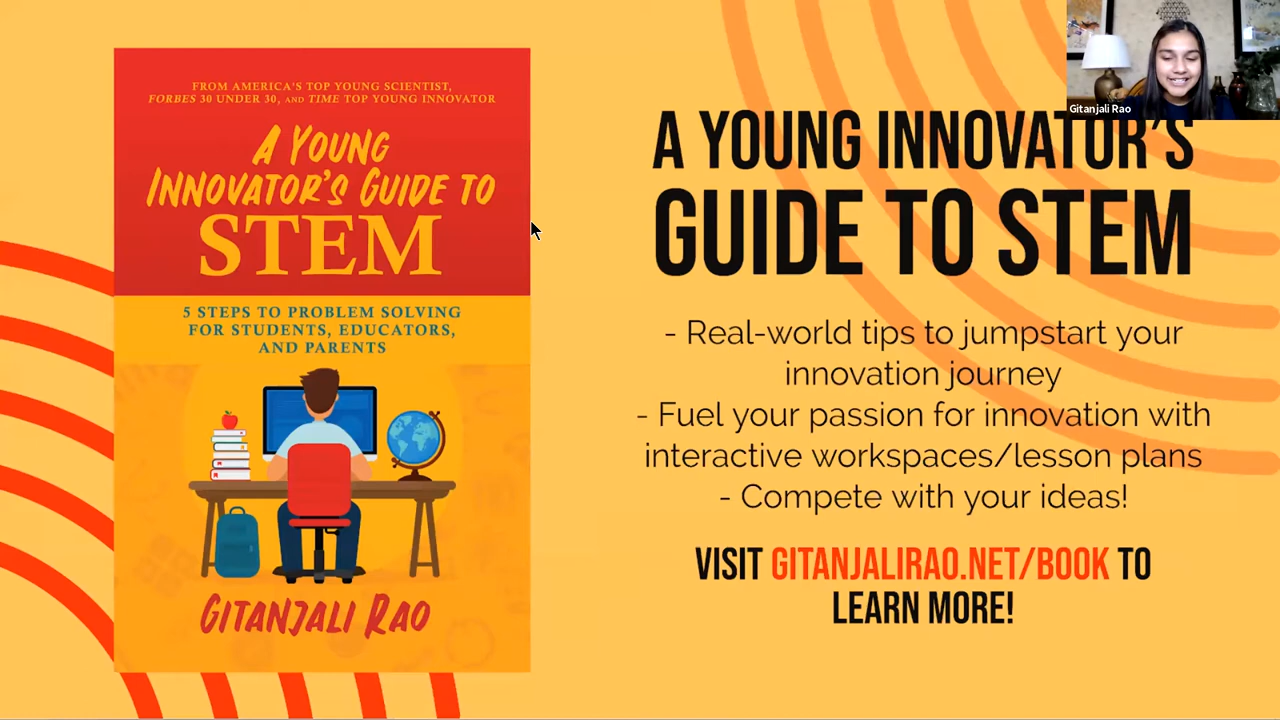 FROM AMERICA'S TOP YOUNG SCIENTIST,
FORBES 30 UNDER 30, AND TIME TOP YOUNG INNOVATOR
A YOUNG
INNOVATOR'S GUIDE TO
STEM
5 STEPS TO PROBLEM SOLVING
FOR STUDENTS, EDUCATORS,
AND PARENTS
GITANJALI RAO
Gitanjali Rao
A YOUNG INNOVATOR'S
GUIDE TO STEM
- Real-world tips to jumpstart your
innovation journey
- Fuel your passion for innovation with
interactive workspaces/lesson plans
- Compete with your ideas!
VISIT GITANJALIRAO.NET/BOOK TO
LEARN MORE!